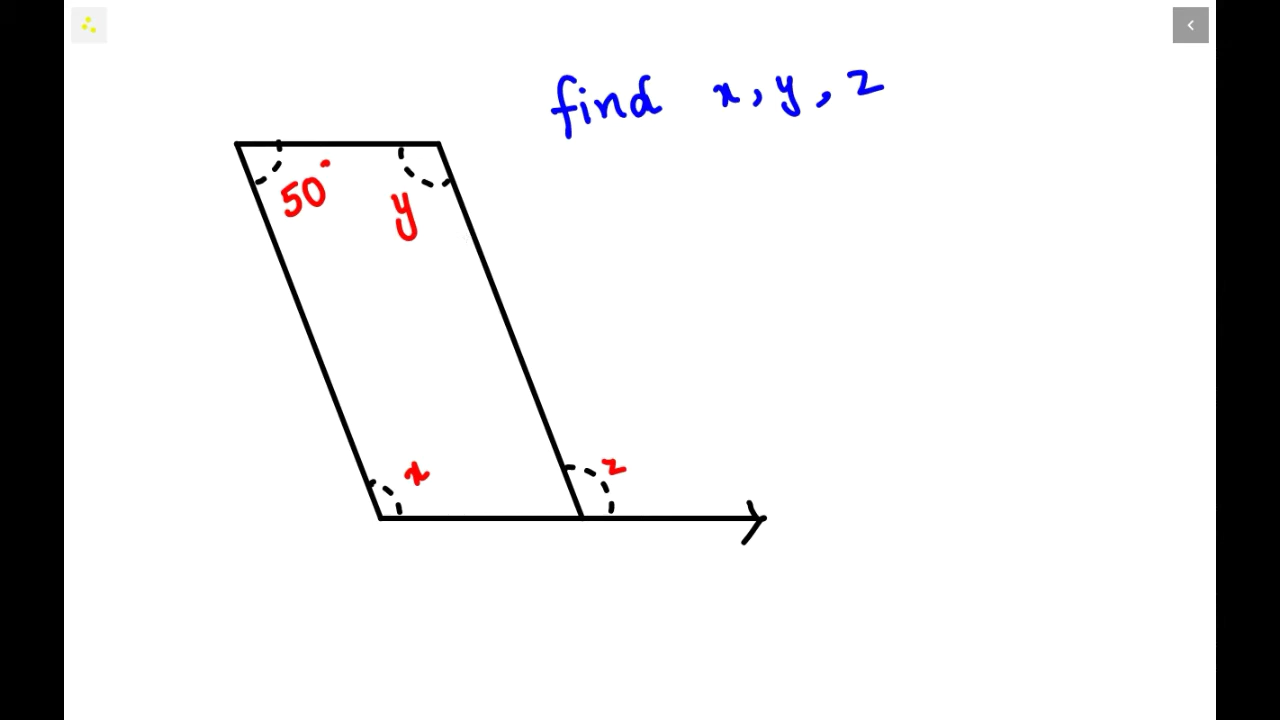 find x, y, z
50°
y
x
z